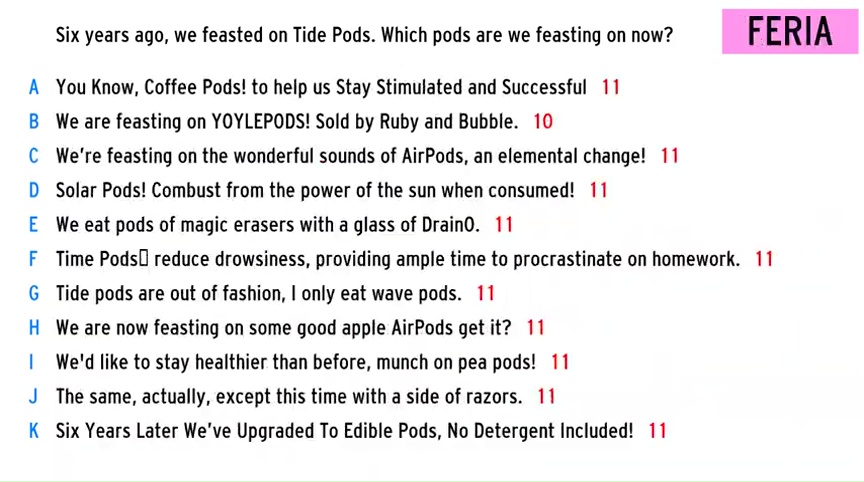 Six years ago, we feasted on Tide Pods. Which pods are we feasting on now?
FERIA
A You Know, Coffee Pods! to help us Stay Stimulated and Successful 11
B We are feasting on YOYLEPODS! Sold by Ruby and Bubble. 10
C We're feasting on the wonderful sounds of AirPods, an elemental change! 11
D Solar Pods! Combust from the power of the sun when consumed! 11
E We eat pods of magic erasers with a glass of DrainO. 11
F Time Pods▯ reduce drowsiness, providing ample time to procrastinate on homework. 11
G Tide pods are out of fashion, I only eat wave pods. 11
H We are now feasting on some good apple AirPods get it? 11
I We'd like to stay healthier than before, munch on pea pods! 11
J The same, actually, except this time with a side of razors. 11
K Six Years Later We've Upgraded To Edible Pods, No Detergent Included! 11